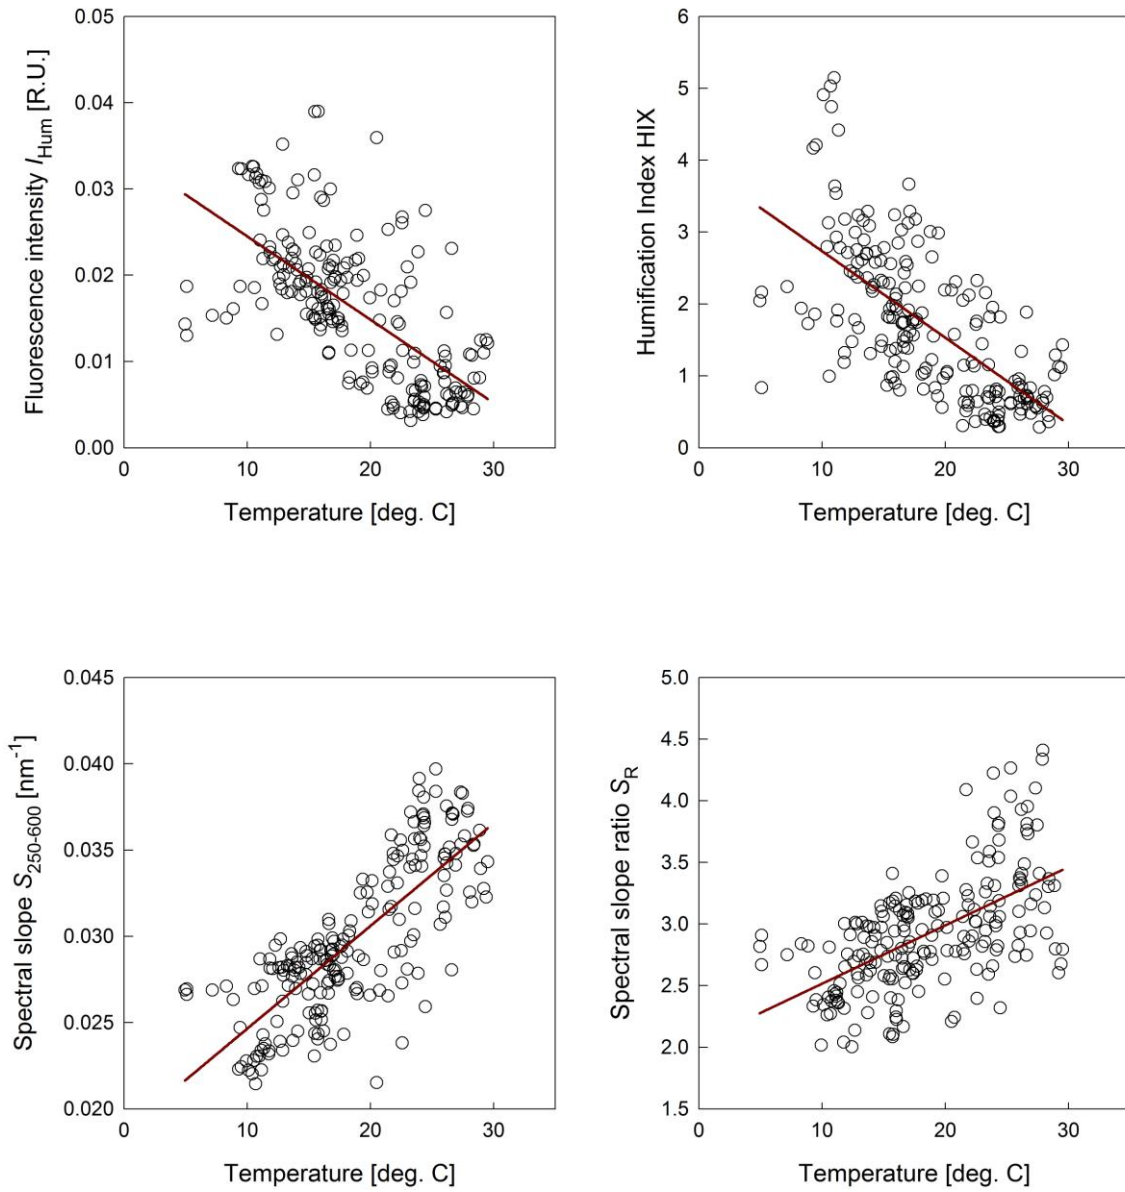 Fluorescence intensity I_Hum [R.U.]
0.05
0.04
0.03
0.02
0.01
0.00
0 10 20 30
Temperature [deg. C]
Humification Index HIX
6
5
4
3
2
1
0
0 10 20 30
Temperature [deg. C]
Spectral slope S_250-600 [nm⁻¹]
0.045
0.040
0.035
0.030
0.025
0.020
0 10 20 30
Temperature [deg. C]
Spectral slope ratio S_R
5.0
4.5
4.0
3.5
3.0
2.5
2.0
1.5
0 10 20 30
Temperature [deg. C]